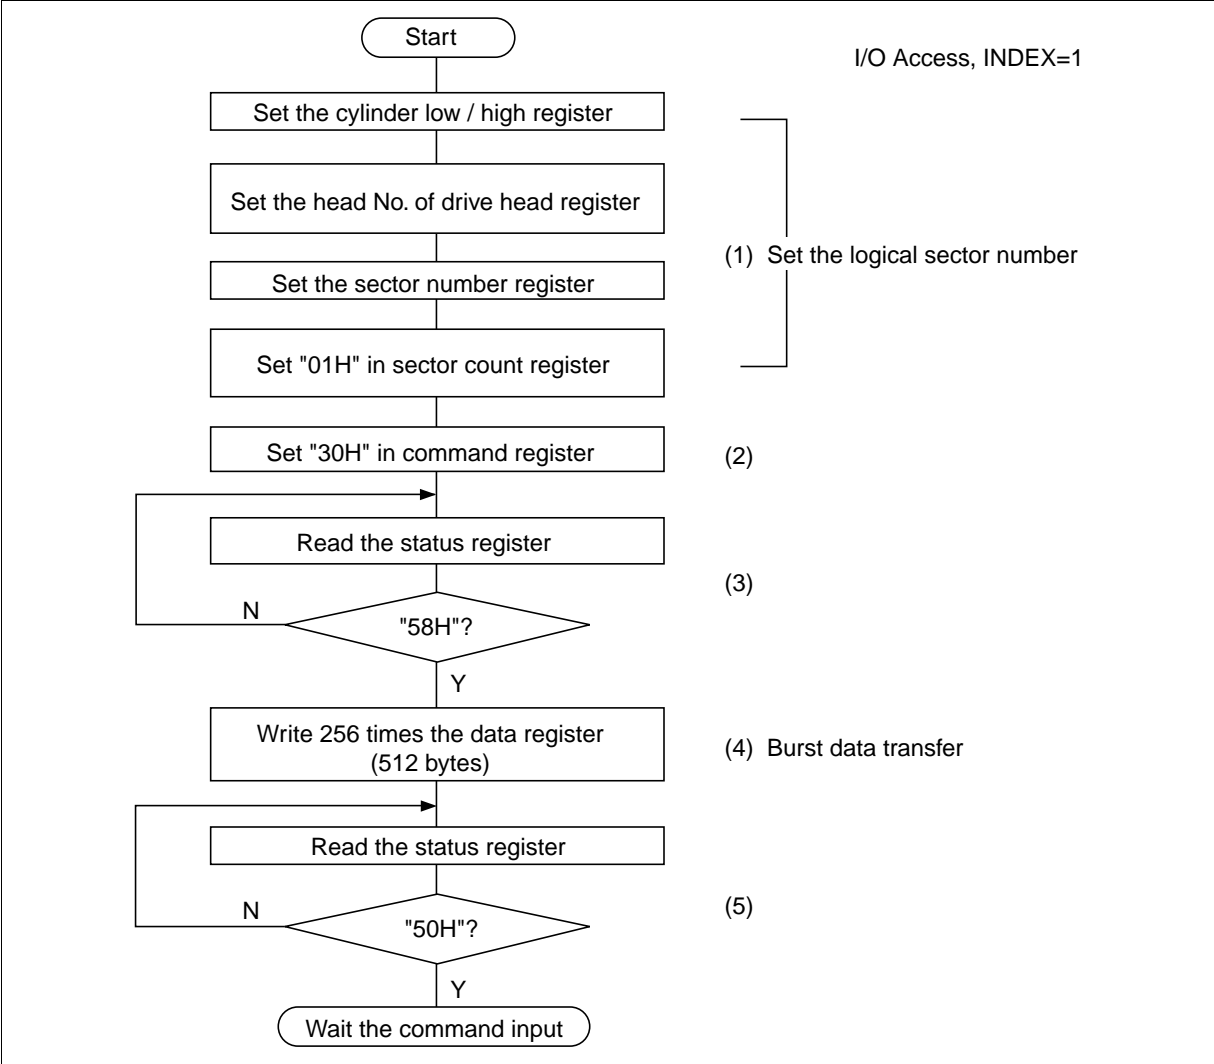 Start
I/O Access, INDEX=1
Set the cylinder low / high register
Set the head No. of drive head register
(1) Set the logical sector number
Set the sector number register
Set "01H" in sector count register
Set "30H" in command register
(2)
Read the status register
(3)
N
"58H"?
Y
Write 256 times the data register
(512 bytes)
(4) Burst data transfer
Read the status register
(5)
N
"50H"?
Y
Wait the command input